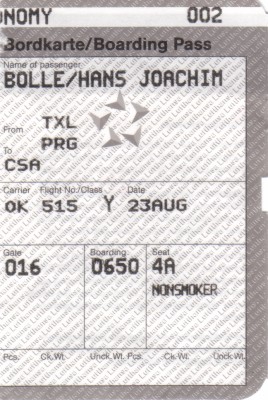 ONOMY 002
Bordkarte/Boarding Pass
Name of passenger
BOLLE/HANS JOACHIM
From TXL
To PRG
CSA
Carrier Flight No./Class Date
OK 515 Y 23AUG
Gate Boarding Seat
016 0650 4A
NONSMOKER
Pcs. Ck.Wt. Unck.Wt. Pcs. Ck.Wt. Unck.Wt.